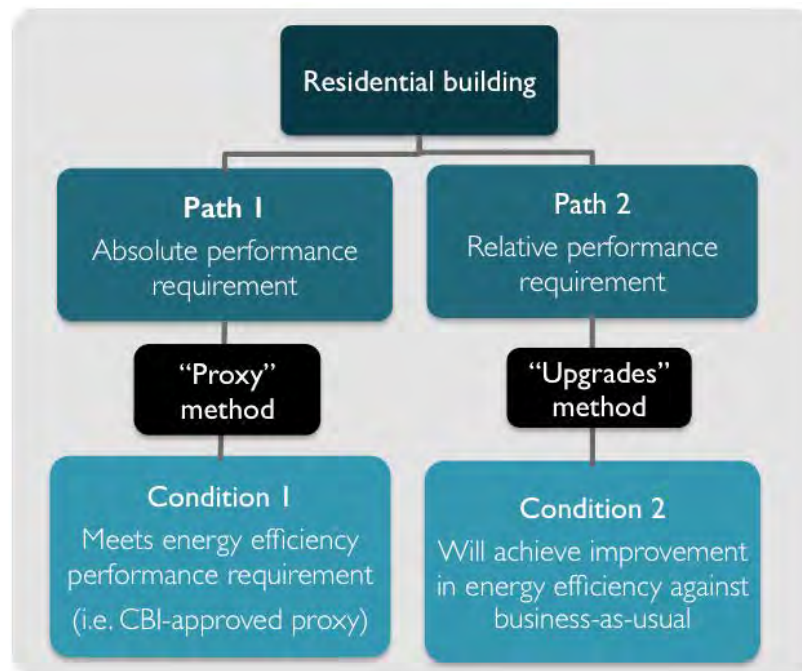 Residential building
Path 1
Absolute performance
requirement
Path 2
Relative performance
requirement
“Proxy”
method
“Upgrades”
method
Condition 1
Meets energy efficiency
performance requirement
(i.e. CBI-approved proxy)
Condition 2
Will achieve improvement
in energy efficiency against
business-as-usual